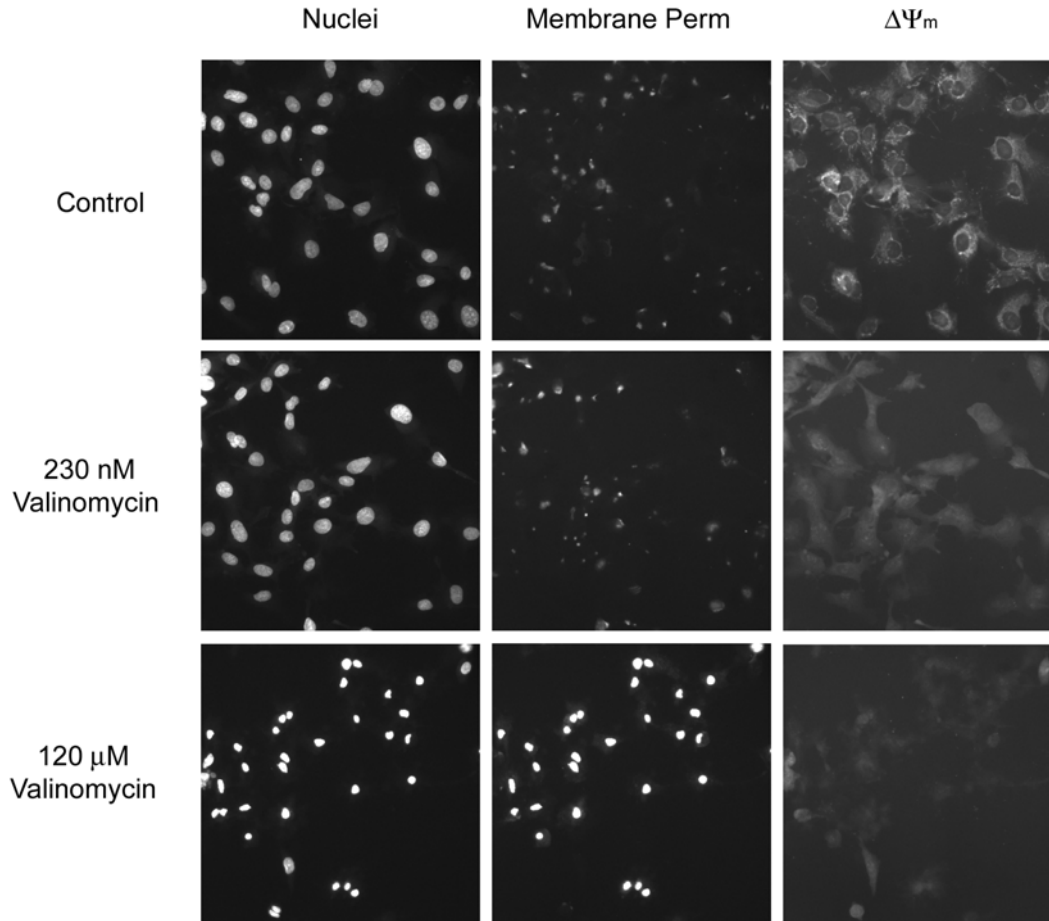 Nuclei
Membrane Perm
ΔΨm
Control
230 nM
Valinomycin
120 μM
Valinomycin